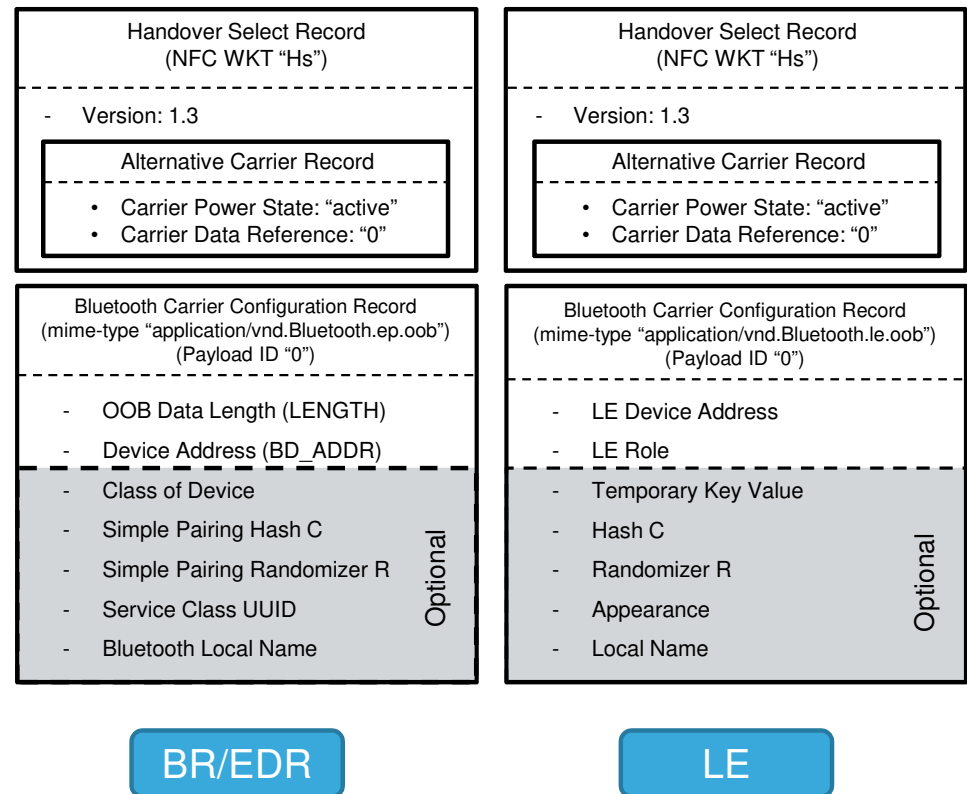 Handover Select Record
(NFC WKT “Hs”)
- Version: 1.3
Alternative Carrier Record
• Carrier Power State: “active”
• Carrier Data Reference: “0”
Bluetooth Carrier Configuration Record
(mime-type “application/vnd.Bluetooth.ep.oob”)
(Payload ID “0”)
- OOB Data Length (LENGTH)
- Device Address (BD_ADDR)
- Class of Device
- Simple Pairing Hash C
- Simple Pairing Randomizer R
- Service Class UUID
- Bluetooth Local Name
Optional
BR/EDR
Handover Select Record
(NFC WKT “Hs”)
- Version: 1.3
Alternative Carrier Record
• Carrier Power State: “active”
• Carrier Data Reference: “0”
Bluetooth Carrier Configuration Record
(mime-type “application/vnd.Bluetooth.le.oob”)
(Payload ID “0”)
- LE Device Address
- LE Role
- Temporary Key Value
- Hash C
- Randomizer R
- Appearance
- Local Name
Optional
LE